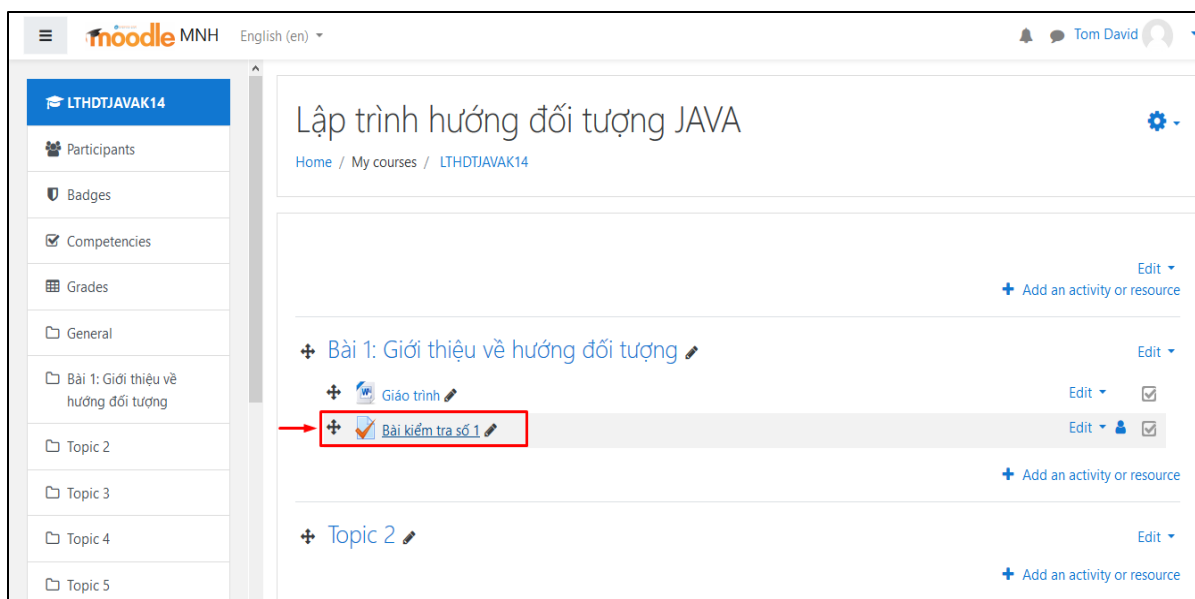 moodle MNH English (en) Tom David
LTHDTJAVAK14
Participants
Badges
Competencies
Grades
General
Bài 1: Giới thiệu về
hướng đối tượng
Topic 2
Topic 3
Topic 4
Topic 5
Lập trình hướng đối tượng JAVA
Home / My courses / LTHDTJAVAK14
Edit
Add an activity or resource
Bài 1: Giới thiệu về hướng đối tượng Edit
Giáo trình Edit
Bài kiểm tra số 1 Edit
Add an activity or resource
Topic 2 Edit
Add an activity or resource